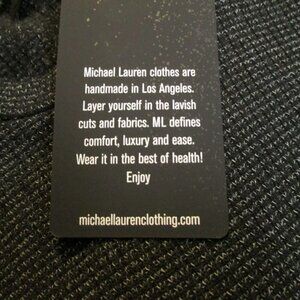 Michael Lauren clothes are
handmade in Los Angeles.
Layer yourself in the lavish
cuts and fabrics. ML defines
comfort, luxury and ease.
Wear it in the best of health!
Enjoy
michaellaurenclothing.com